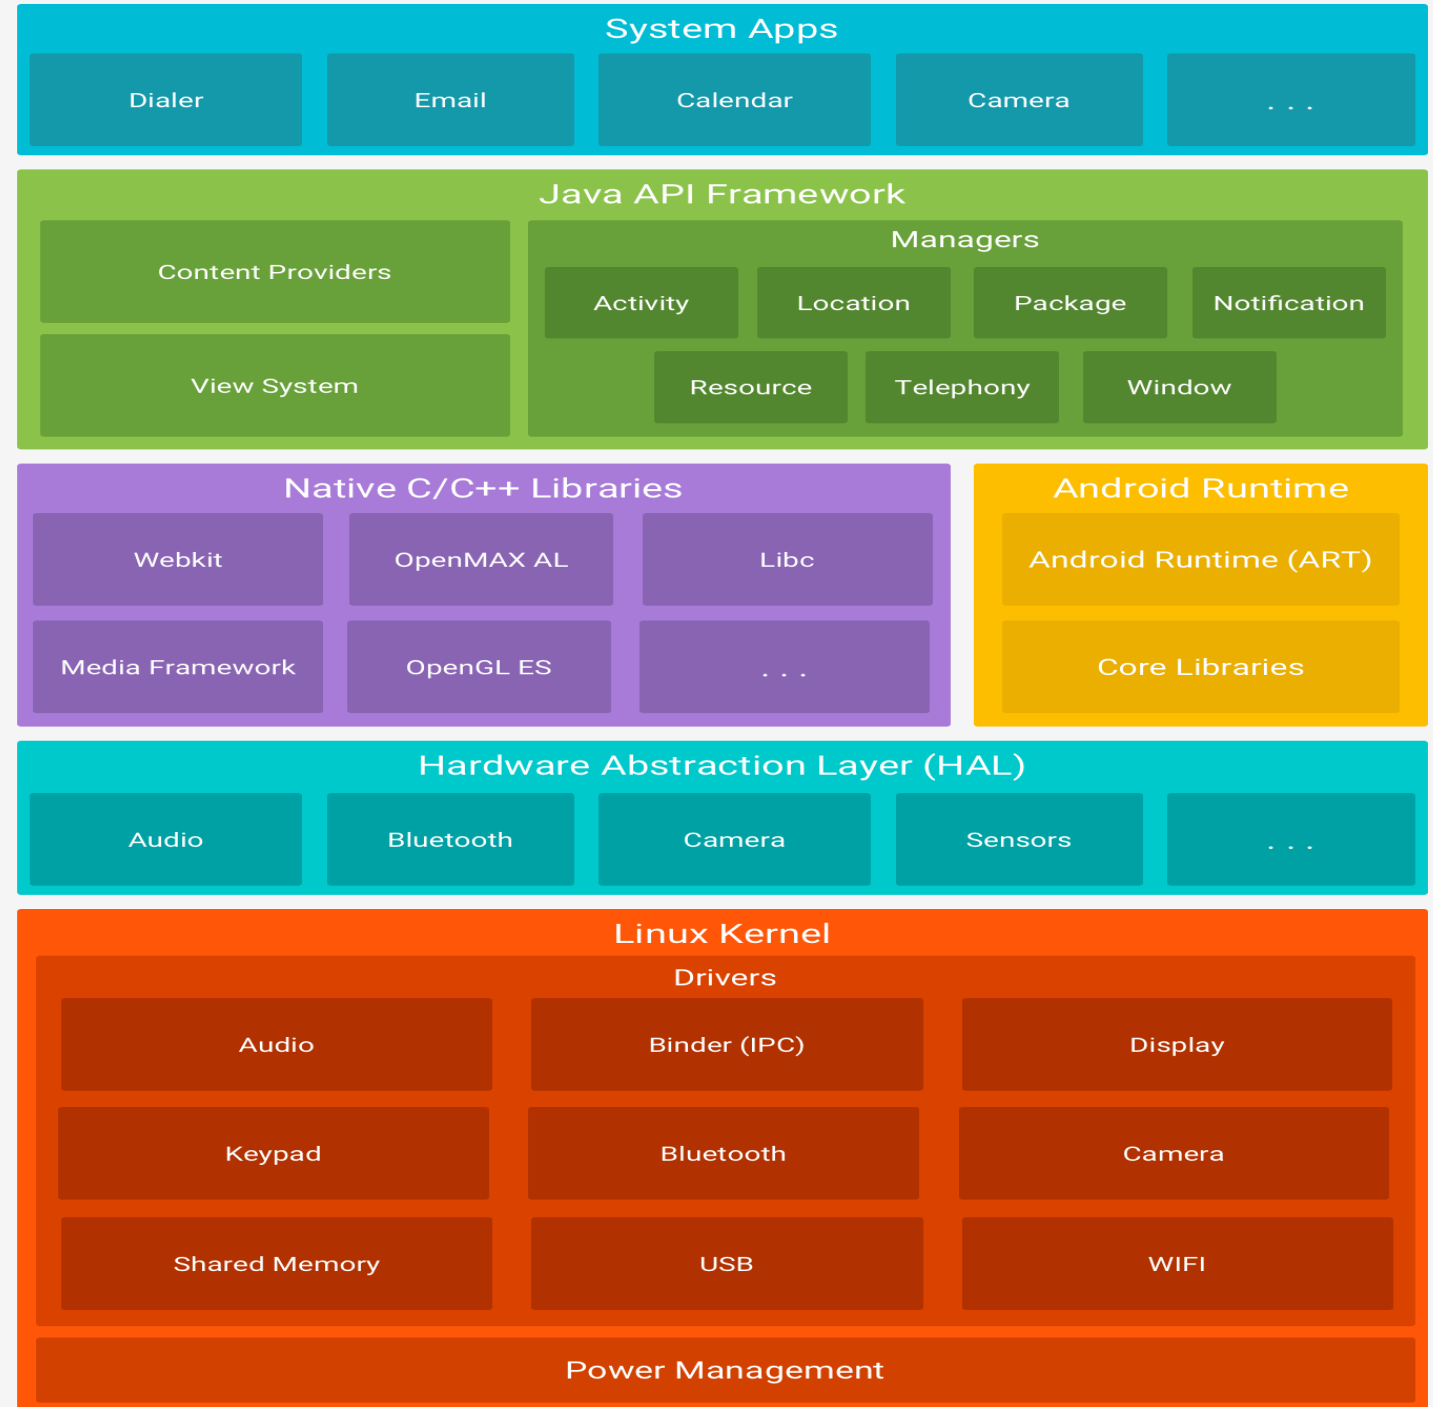 System Apps
Dialer
Email
Calendar
Camera
. . .
Java API Framework
Content Providers
View System
Managers
Activity
Location
Package
Notification
Resource
Telephony
Window
Native C/C++ Libraries
Webkit
OpenMAX AL
Libc
Media Framework
OpenGL ES
. . .
Android Runtime
Android Runtime (ART)
Core Libraries
Hardware Abstraction Layer (HAL)
Audio
Bluetooth
Camera
Sensors
. . .
Linux Kernel
Drivers
Audio
Binder (IPC)
Display
Keypad
Bluetooth
Camera
Shared Memory
USB
WIFI
Power Management